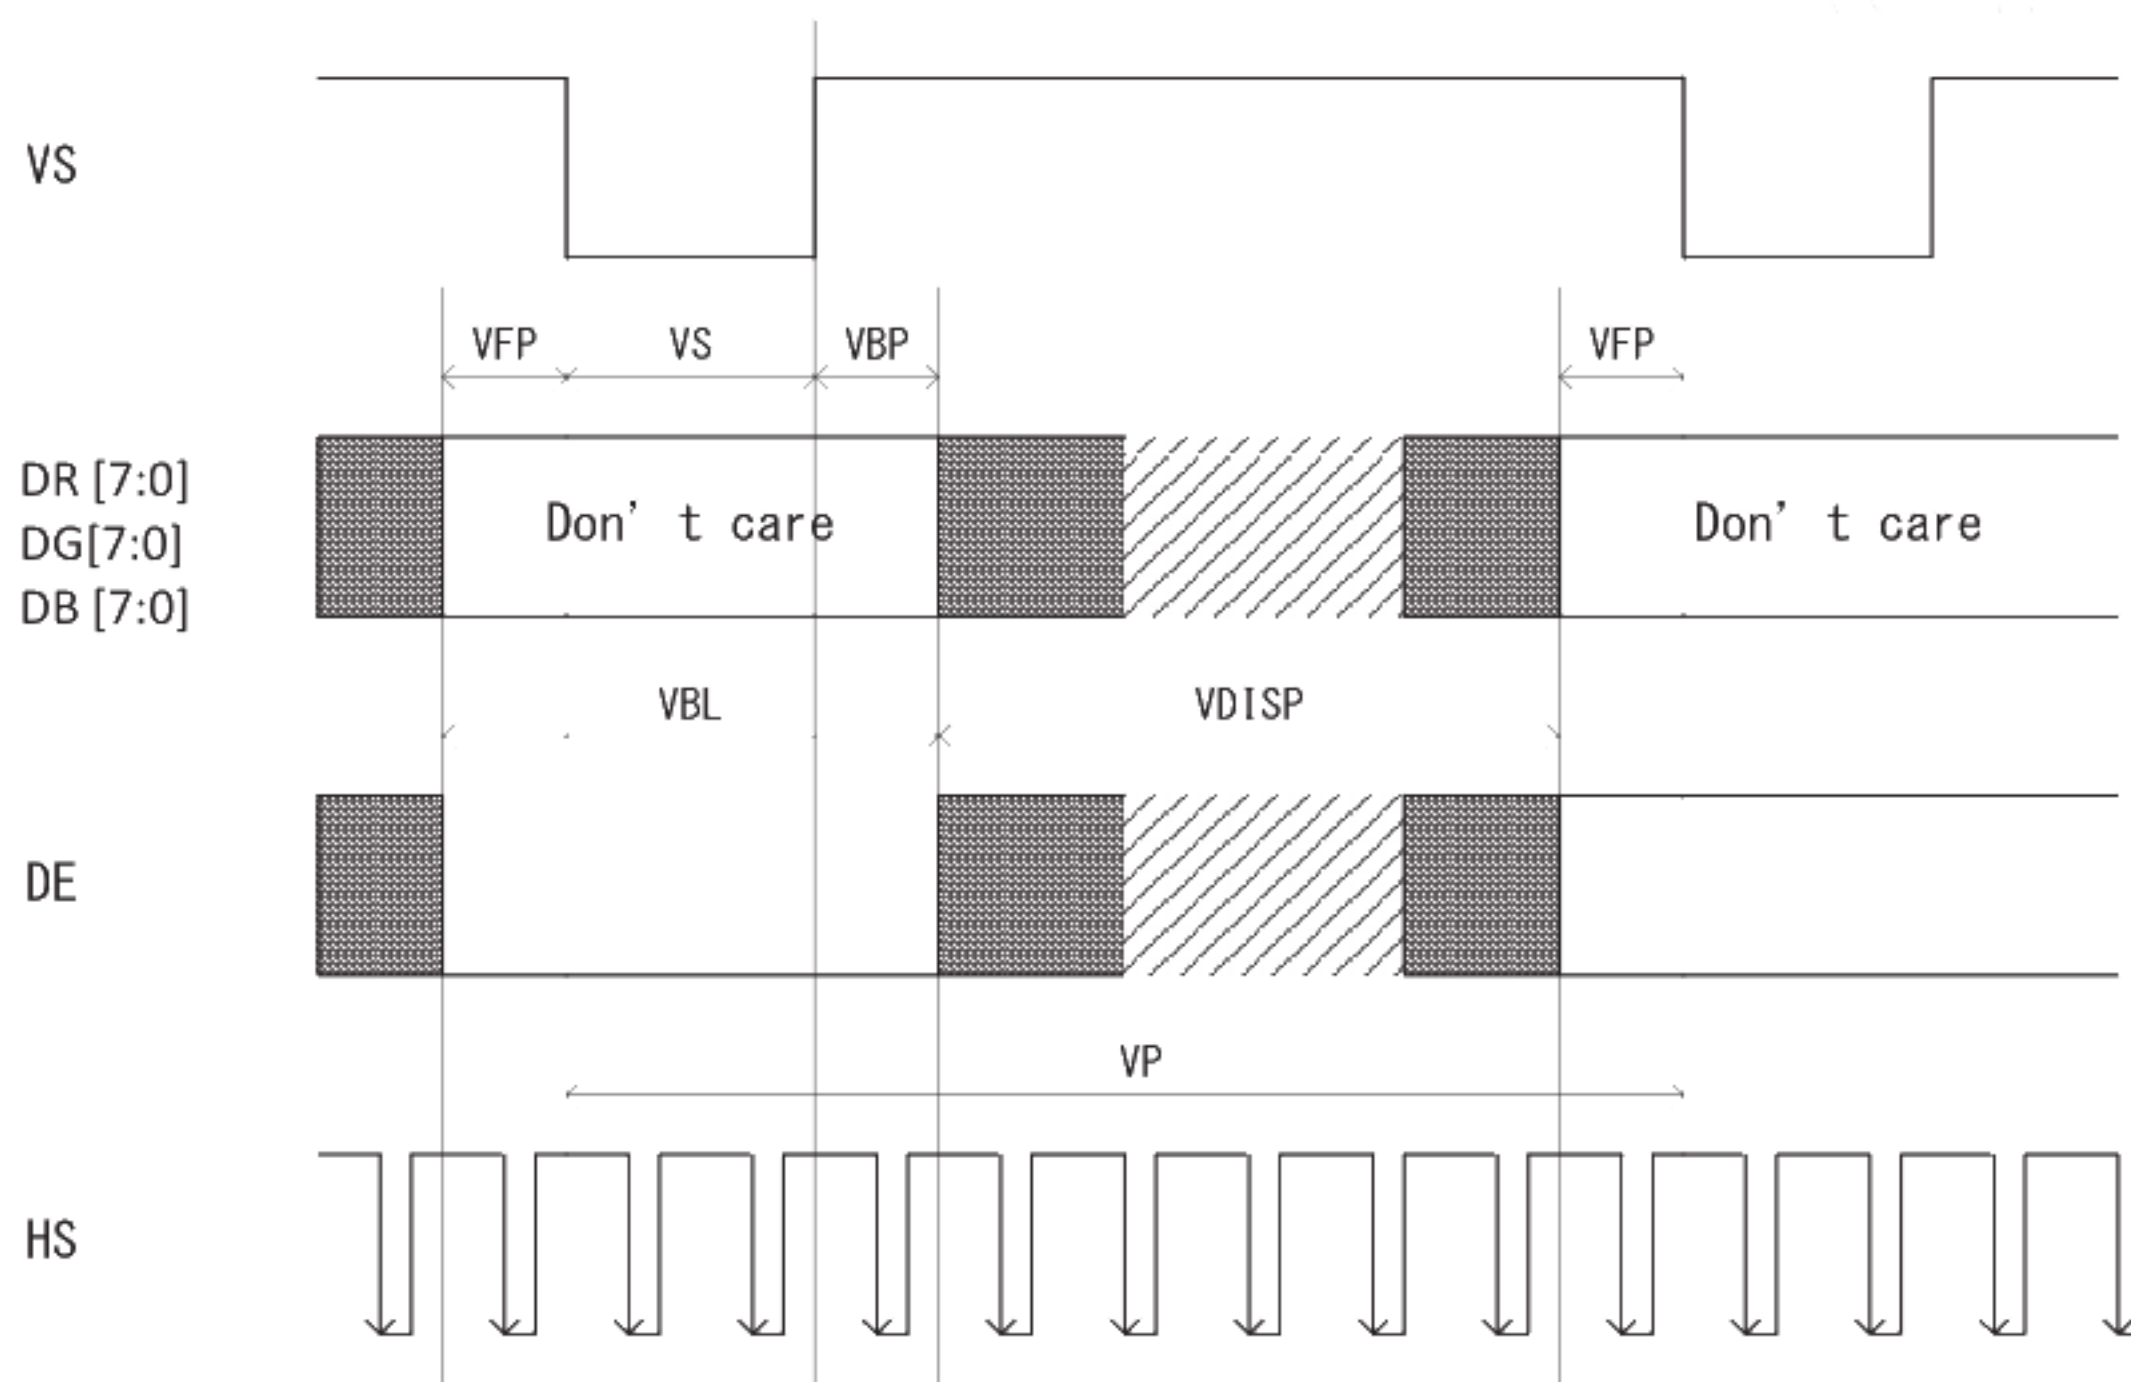 VS
VFP VS VBP VFP
DR [7:0]
DG[7:0]
DB [7:0]
Don't care Don't care
VBL VDISP
DE
VP
HS